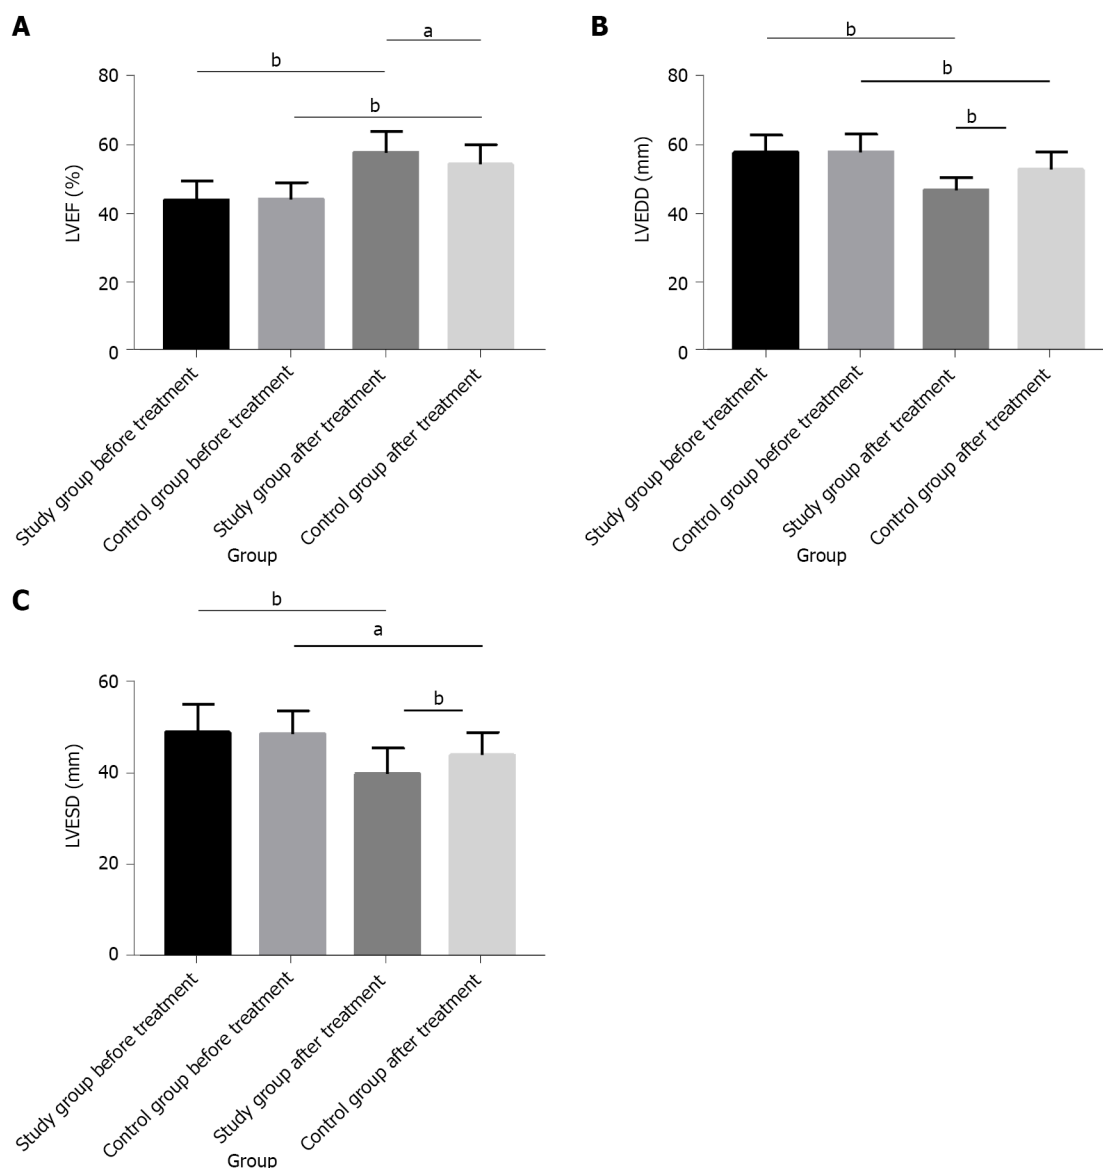 A
a
b
b
80
60
40
20
0
LVEF (%)
Study group before treatment
Control group before treatment
Study group after treatment
Control group after treatment
Group
B
b
b
b
80
60
40
20
0
LVEDD (mm)
Study group before treatment
Control group before treatment
Study group after treatment
Control group after treatment
Group
C
b
a
b
60
40
20
0
LVESD (mm)
Study group before treatment
Control group before treatment
Study group after treatment
Control group after treatment
Group